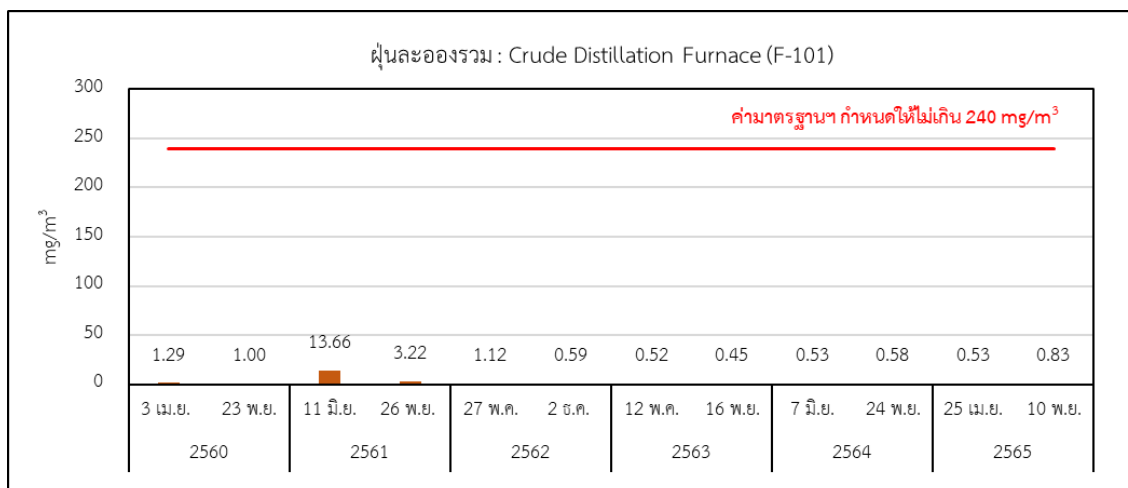 ฝุ่นละอองรวม : Crude Distillation Furnace (F-101)
300
ค่ามาตรฐานฯ กำหนดให้ไม่เกิน 240 mg/m³
250
200
mg/m³
150
100
50
1.29 1.00 13.66 3.22 1.12 0.59 0.52 0.45 0.53 0.58 0.53 0.83
0
3 เม.ย. 23 พ.ย. 11 มิ.ย. 26 พ.ย. 27 พ.ค. 2 ธ.ค. 12 พ.ค. 16 พ.ย. 7 มิ.ย. 24 พ.ย. 25 เม.ย. 10 พ.ย.
2560 2561 2562 2563 2564 2565